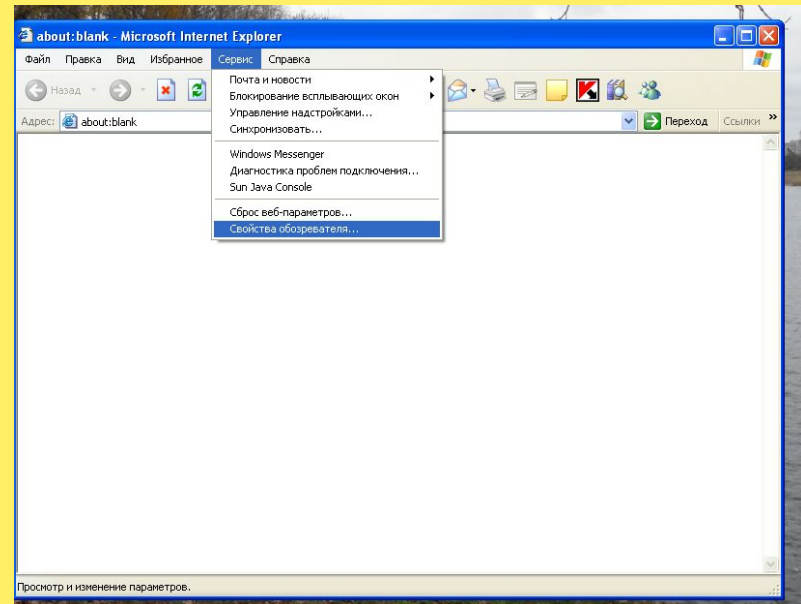 about:blank - Microsoft Internet Explorer
Файл Правка Вид Избранное Сервис Справка
Назад
Адрес: about:blank Переход Ссылки »
Почта и новости
Блокирование всплывающих окон
Управление надстройками...
Синхронизовать...
Windows Messenger
Диагностика проблем подключения...
Sun Java Console
Сброс веб-параметров...
Свойства обозревателя...
Просмотр и изменение параметров.